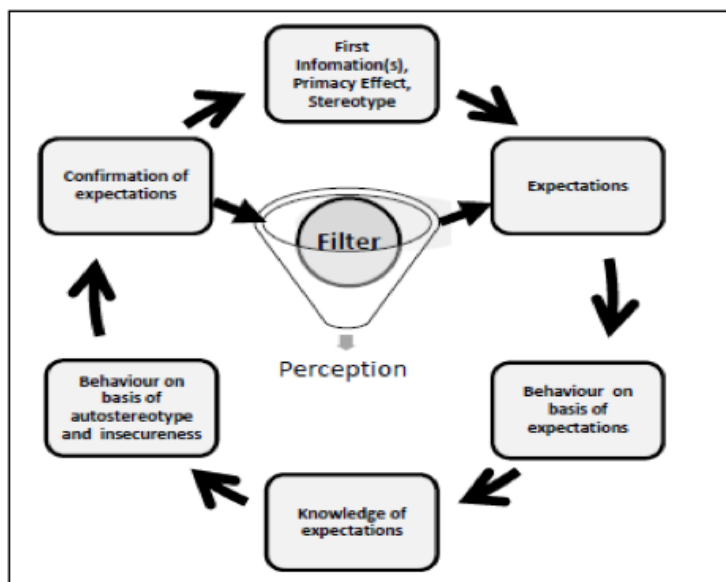 First
Infomation(s),
Primacy Effect,
Stereotype
Confirmation of
expectations
Expectations
Filter
Perception
Behaviour on
basis of
autostereotype
and insecureness
Behaviour on
basis of
expectations
Knowledge of
expectations